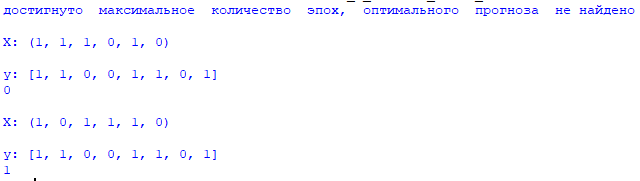 достигнуто максимальное количество эпох, оптимального прогноза не найдено
X: (1, 1, 1, 0, 1, 0)
y: [1, 1, 0, 0, 1, 1, 0, 1]
0
X: (1, 0, 1, 1, 1, 0)
y: [1, 1, 0, 0, 1, 1, 0, 1]
1